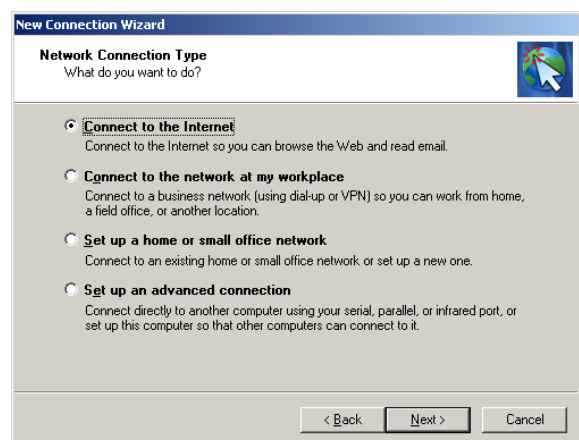 New Connection Wizard
Network Connection Type
What do you want to do?
Connect to the Internet
Connect to the Internet so you can browse the Web and read email.
Connect to the network at my workplace
Connect to a business network (using dial-up or VPN) so you can work from home,
a field office, or another location.
Set up a home or small office network
Connect to an existing home or small office network or set up a new one.
Set up an advanced connection
Connect directly to another computer using your serial, parallel, or infrared port, or
set up this computer so that other computers can connect to it.
< Back Next > Cancel